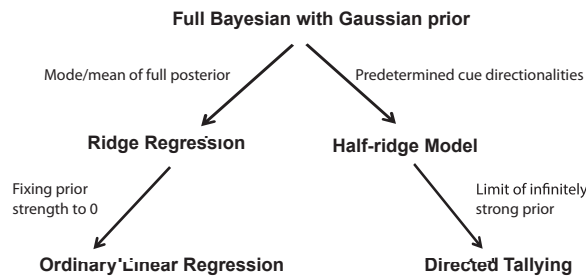 Full Bayesian with Gaussian prior
Mode/mean of full posterior
Predetermined cue directionalities
Ridge Regression
Half-ridge Model
Fixing prior
strength to 0
Limit of infinitely
strong prior
Ordinary Linear Regression
Directed Tallying